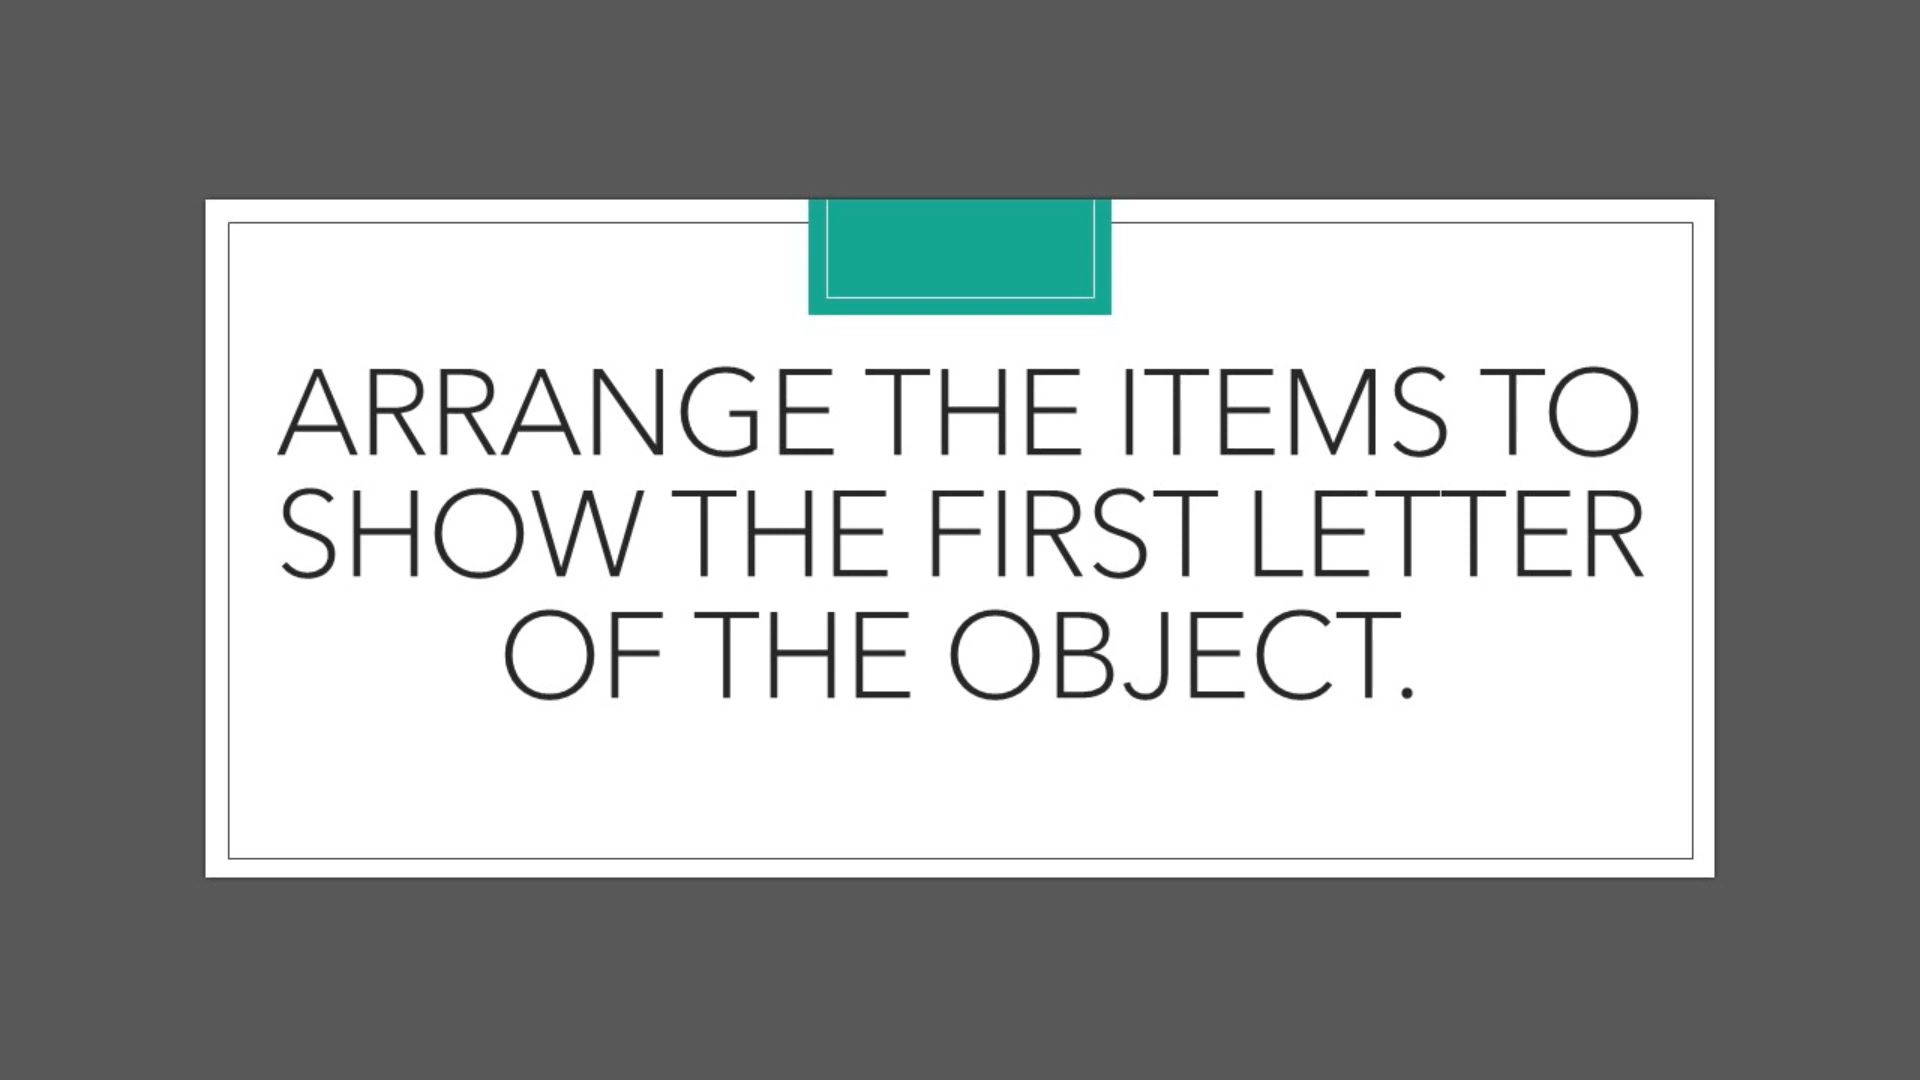 ARRANGE THE ITEMS TO
SHOW THE FIRST LETTER
OF THE OBJECT.